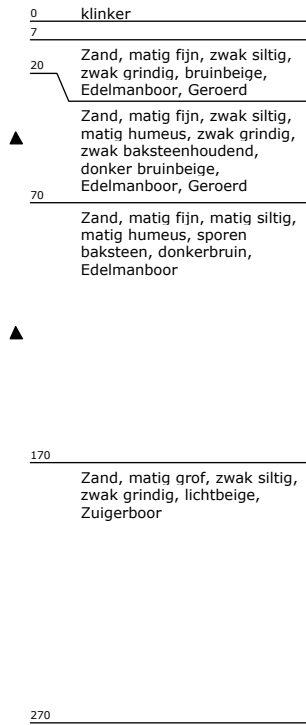 0 klinker
7
Zand, matig fijn, zwak siltig,
zwak grindig, bruinbeige,
Edelmanboor, Geroerd
20
Zand, matig fijn, zwak siltig,
matig humeus, zwak grindig,
zwak baksteenhoudend,
donker bruinbeige,
Edelmanboor, Geroerd
70
Zand, matig fijn, matig siltig,
matig humeus, sporen
baksteen, donkerbruin,
Edelmanboor
170
Zand, matig grof, zwak siltig,
zwak grindig, lichtbeige,
Zuigerboor
270